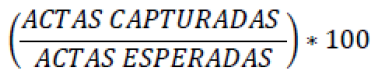 (ACTAS CAPTURADAS / ACTAS ESPERADAS) * 100